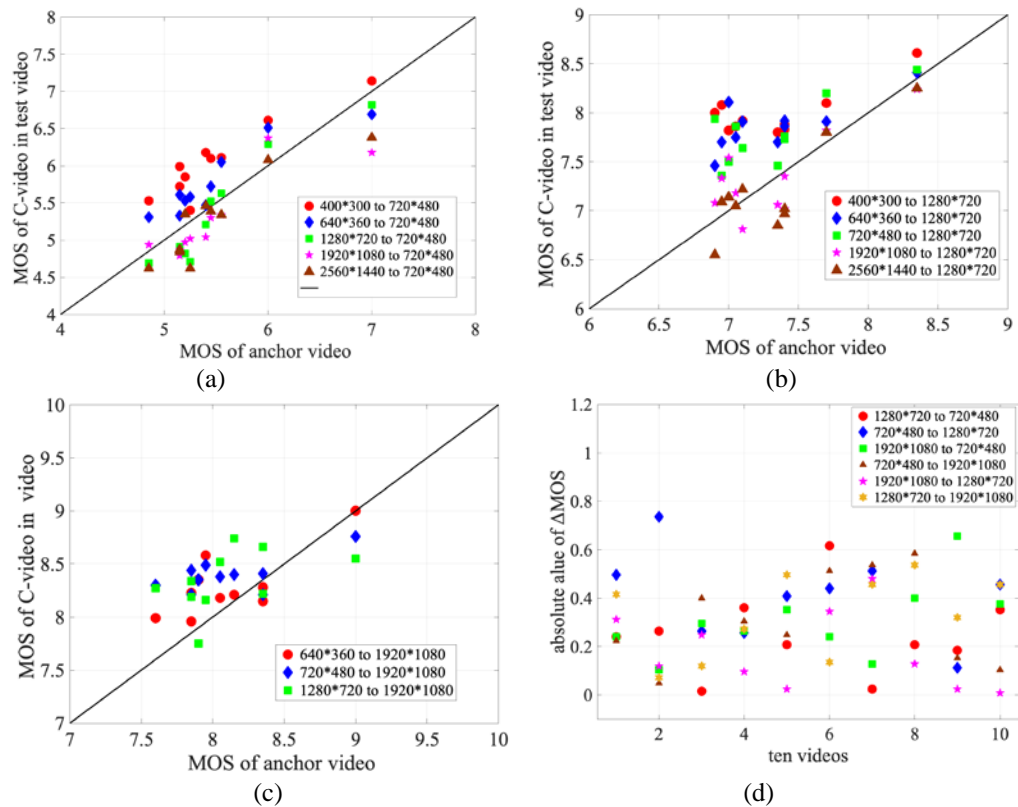 8
7.5
7
6.5
6
5.5
5
4.5
4
4 5 6 7 8
MOS of C-video in test video
MOS of anchor video
400*300 to 720*480
640*360 to 720*480
1280*720 to 720*480
1920*1080 to 720*480
2560*1440 to 720*480
(a)
9
8.5
8
7.5
7
6.5
6
6 6.5 7 7.5 8 8.5 9
MOS of C-video in test video
MOS of anchor video
400*300 to 1280*720
640*360 to 1280*720
720*480 to 1280*720
1920*1080 to 1280*720
2560*1440 to 1280*720
(b)
10
9.5
9
8.5
8
7.5
7
7 7.5 8 8.5 9 9.5 10
MOS of C-video in video
MOS of anchor video
640*360 to 1920*1080
720*480 to 1920*1080
1280*720 to 1920*1080
(c)
1.2
1
0.8
0.6
0.4
0.2
0
2 4 6 8 10
absolute alue of ΔMOS
ten videos
1280*720 to 720*480
720*480 to 1280*720
1920*1080 to 720*480
720*480 to 1920*1080
1920*1080 to 1280*720
1280*720 to 1920*1080
(d)